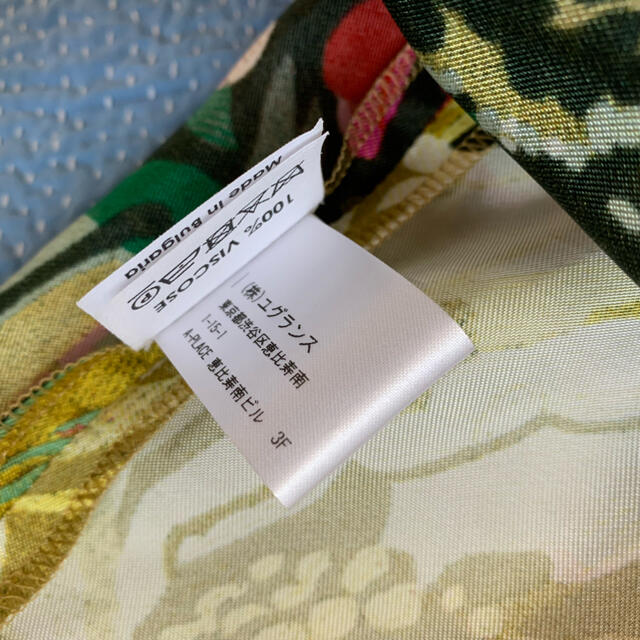 Made in Bulgaria
100% VISCOSE
(株)ユグランス
東京都渋谷区恵比寿南
1-15-1
A-PLACE 恵比寿南ビル 3F